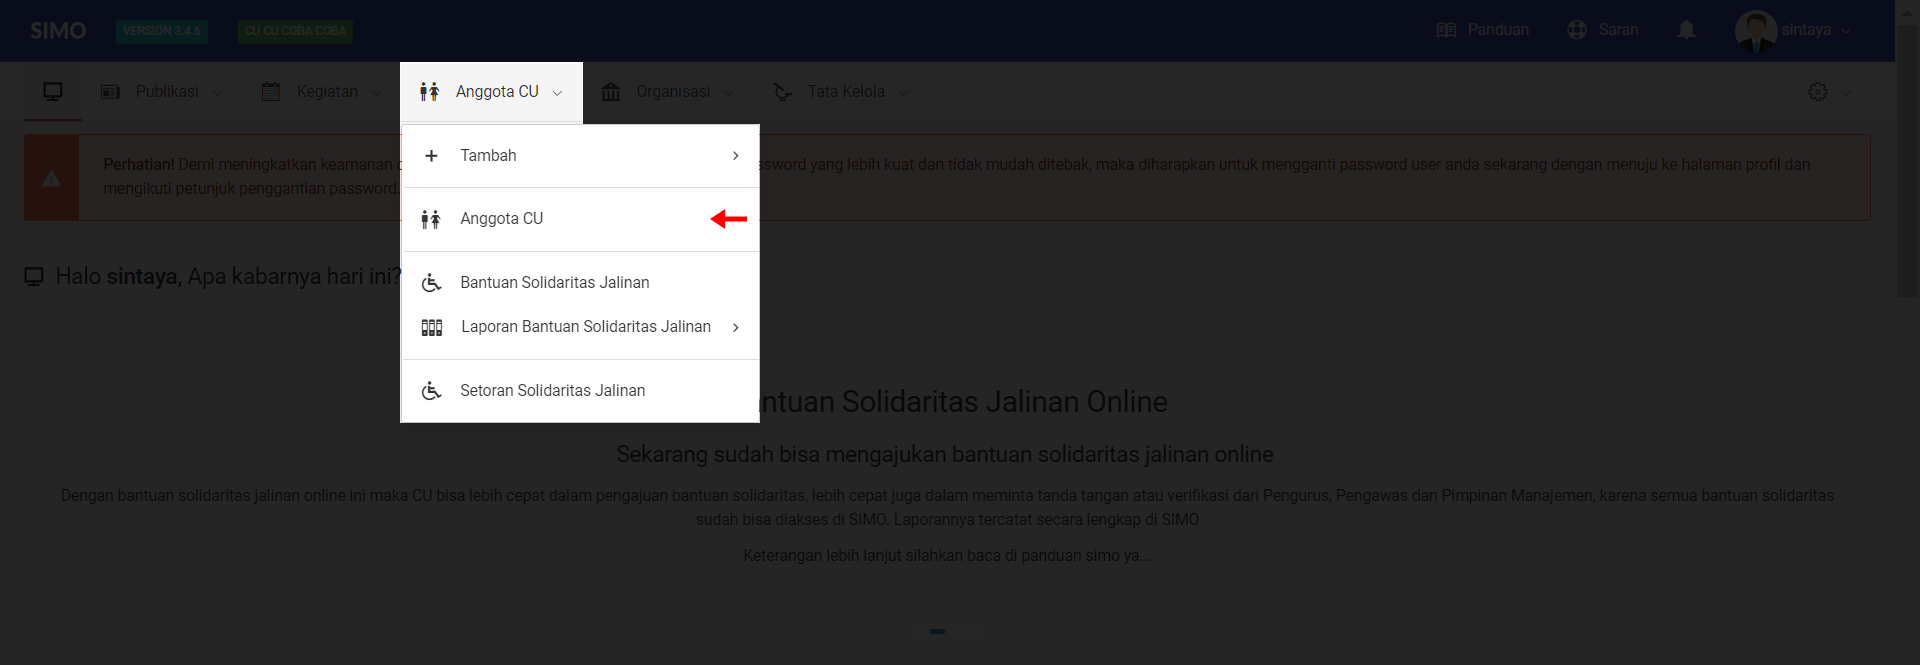 SIMO VERSION 3.4.6 CU CU COBA COBA Panduan Saran sintaya
Publikasi Kegiatan Anggota CU Organisasi Tata Kelola
Tambah
Anggota CU
Bantuan Solidaritas Jalinan
Laporan Bantuan Solidaritas Jalinan
Setoran Solidaritas Jalinan
Perhatian! Demi meningkatkan keamanan ssword yang lebih kuat dan tidak mudah ditebak, maka diharapkan untuk mengganti password user anda sekarang dengan menuju ke halaman profil dan
mengikuti petunjuk penggantian password.
Halo sintaya, Apa kabarnya hari ini?
ntuan Solidaritas Jalinan Online
Sekarang sudah bisa mengajukan bantuan solidaritas jalinan online
Dengan bantuan solidaritas jalinan online ini maka CU bisa lebih cepat dalam pengajuan bantuan solidaritas, lebih cepat juga dalam meminta tanda tangan atau verifikasi dari Pengurus, Pengawas dan Pimpinan Manajemen, karena semua bantuan solidaritas
sudah bisa diakses di SIMO. Laporannya tercatat secara lengkap di SIMO
Keterangan lebih lanjut silahkan baca di panduan simo ya...